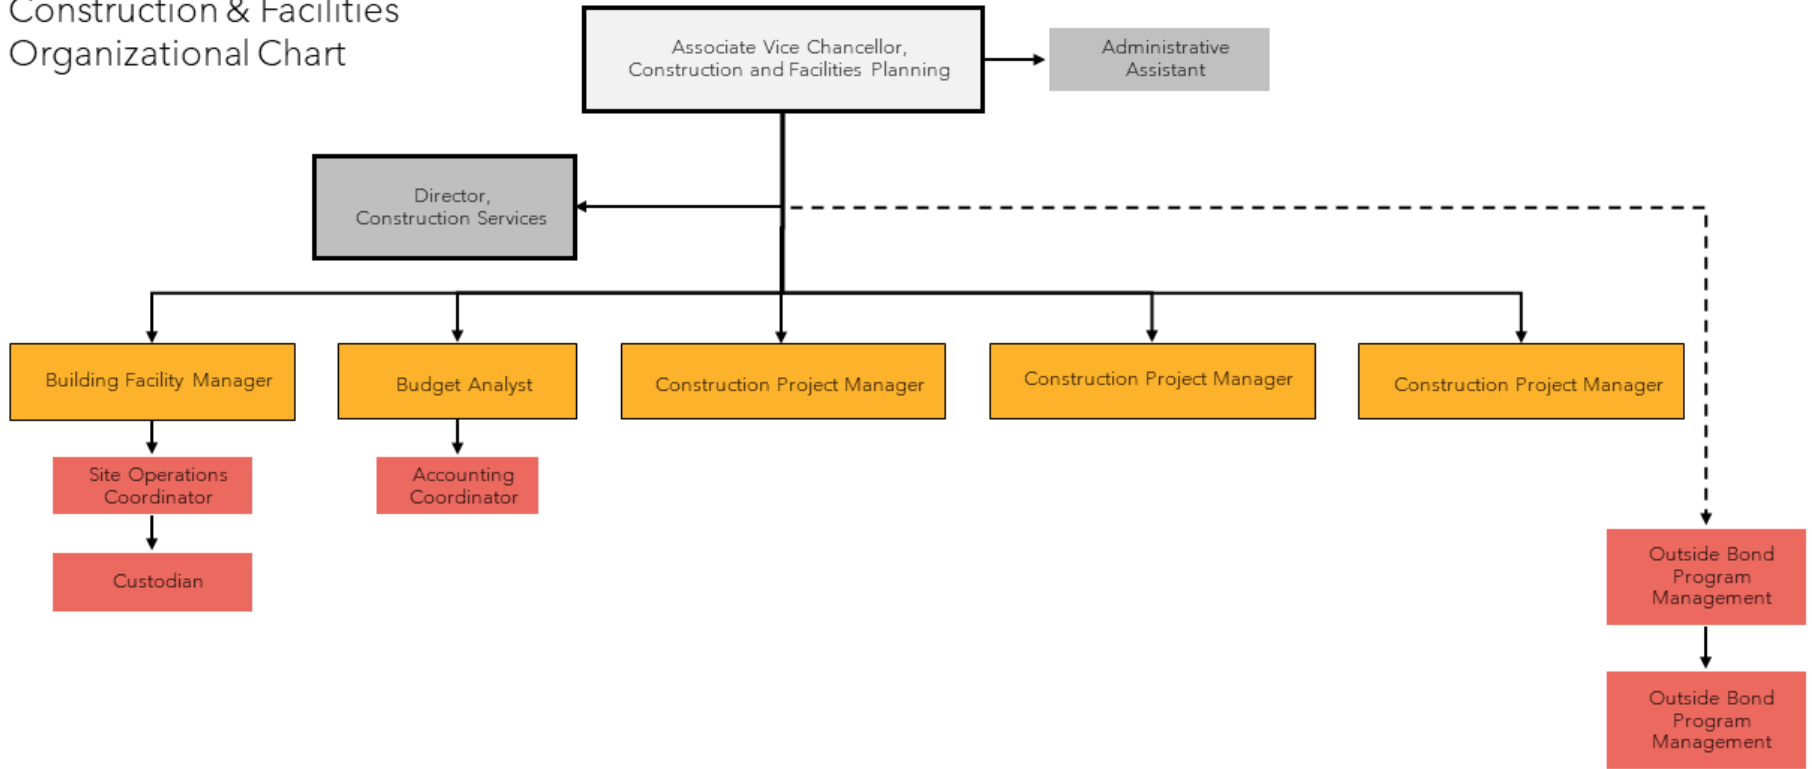 Construction & Facilities
Organizational Chart
Associate Vice Chancellor,
Construction and Facilities Planning
Administrative
Assistant
Director,
Construction Services
Building Facility Manager
Budget Analyst
Construction Project Manager
Construction Project Manager
Construction Project Manager
Site Operations
Coordinator
Accounting
Coordinator
Custodian
Outside Bond
Program
Management
Outside Bond
Program
Management